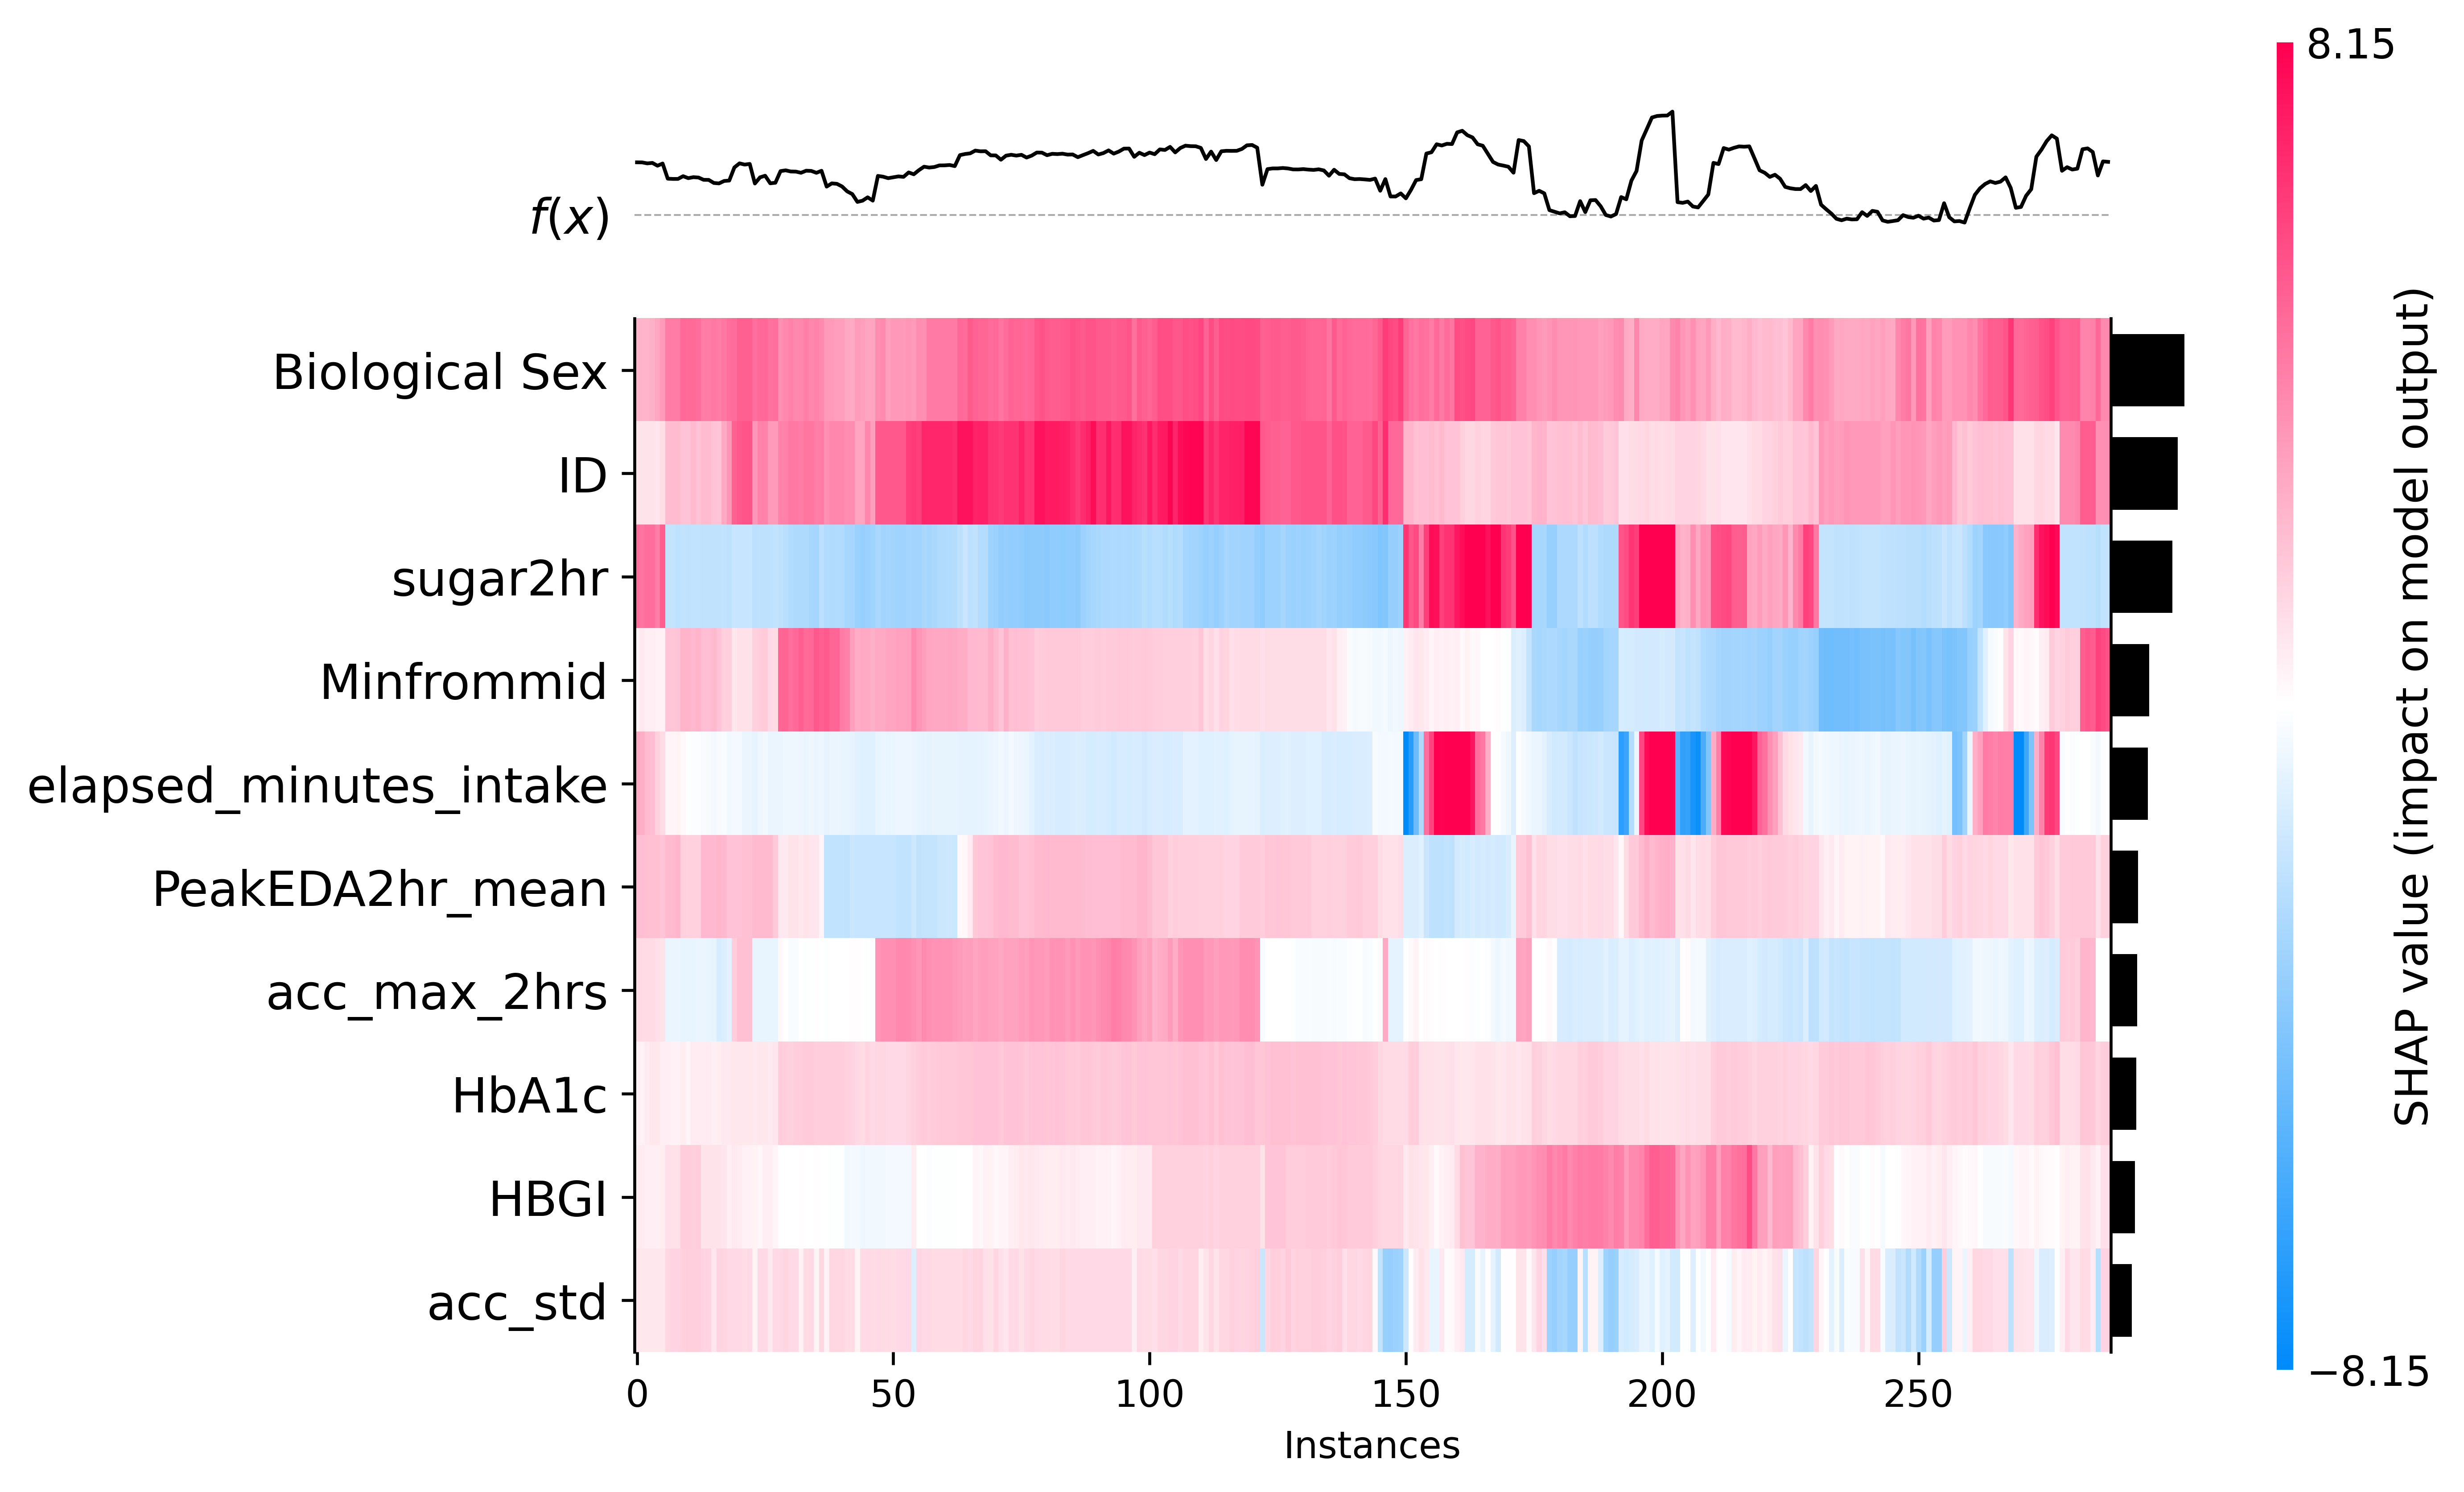 8.15
f(x)
Biological Sex
ID
sugar2hr
Minfrommid
elapsed_minutes_intake
PeakEDA2hr_mean
acc_max_2hrs
HbA1c
HBGI
acc_std
0 50 100 150 200 250
Instances
−8.15
SHAP value (impact on model output)